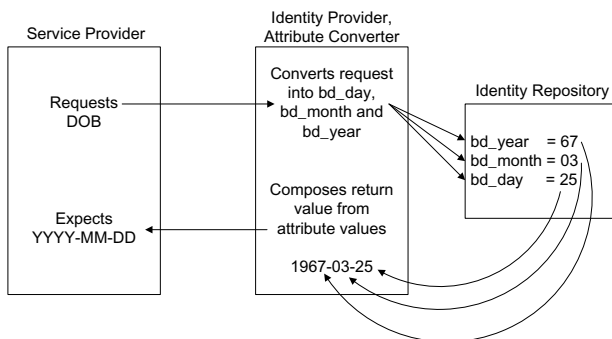 Service Provider
Requests
DOB
Expects
YYYY-MM-DD
Identity Provider,
Attribute Converter
Converts request
into bd_day,
bd_month and
bd_year
Composes return
value from
attribute values
1967-03-25
Identity Repository
bd_year = 67
bd_month = 03
bd_day = 25